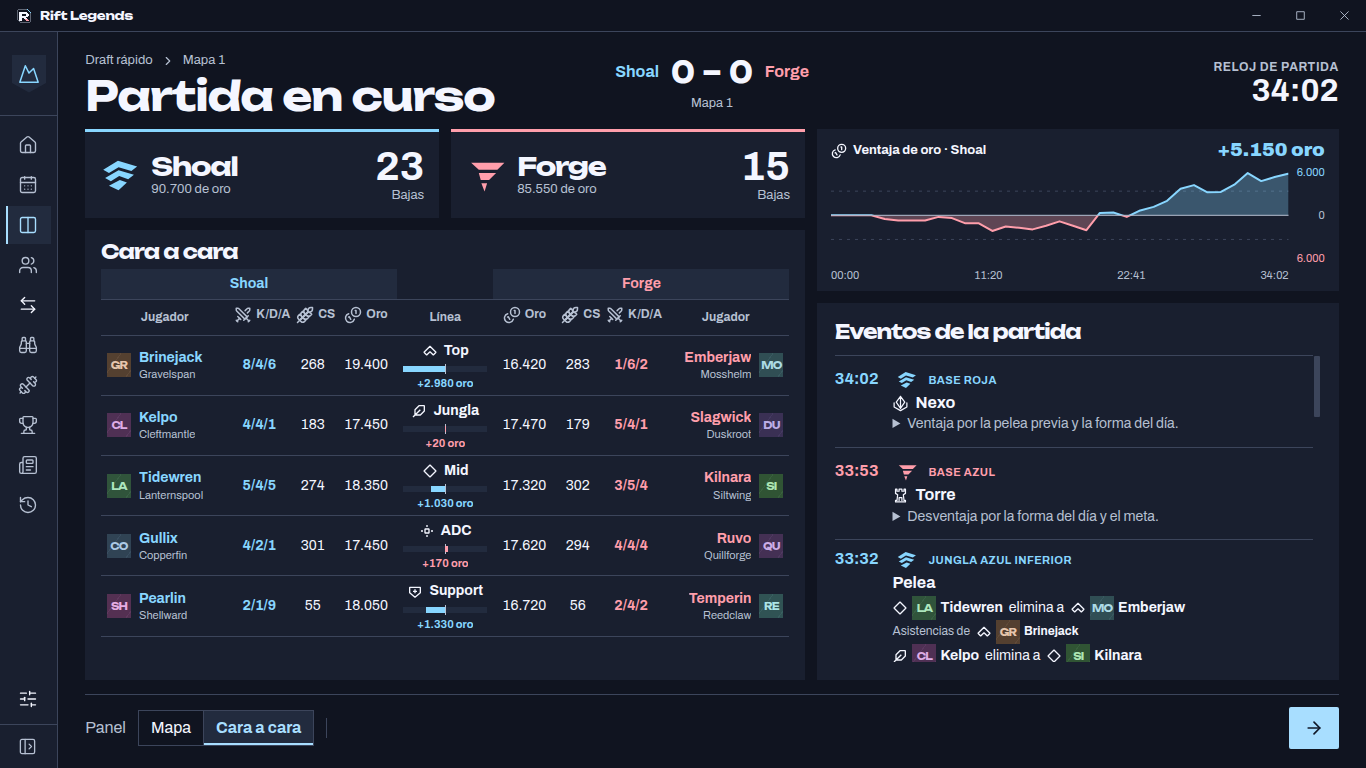 Rift Legends
Draft rápido > Mapa 1
Partida en curso
Shoal 0 – 0 Forge
Mapa 1
RELOJ DE PARTIDA
34:02
Shoal
90.700 de oro
23
Bajas
Forge
85.550 de oro
15
Bajas
Ventaja de oro · Shoal
+5.150 oro
6.000
0
6.000
00:00 11:20 22:41 34:02
Cara a cara
Shoal Forge
Jugador K/D/A CS Oro Línea Oro CS K/D/A Jugador
GR Brinejack Gravelspan 8/4/6 268 19.400 Top +2.980 oro 16.420 283 1/6/2 Emberjaw Mosshelm MO
CL Kelpo Cleftmantle 4/4/1 183 17.450 Jungla +20 oro 17.470 179 5/4/1 Slagwick Duskroot DU
LA Tidewren Lanternspool 5/4/5 274 18.350 Mid +1.030 oro 17.320 302 3/5/4 Kilnara Siltwing SI
CO Gullix Copperfin 4/2/1 301 17.450 ADC +170 oro 17.620 294 4/4/4 Ruvo Quillforge QU
SH Pearlin Shellward 2/1/9 55 18.050 Support +1.330 oro 16.720 56 2/4/2 Temperin Reedclaw RE
Eventos de la partida
34:02 BASE ROJA
Nexo
Ventaja por la pelea previa y la forma del día.
33:53 BASE AZUL
Torre
Desventaja por la forma del día y el meta.
33:32 JUNGLA AZUL INFERIOR
Pelea
LA Tidewren elimina a MO Emberjaw
Asistencias de GR Brinejack
CL Kelpo elimina a SI Kilnara
Panel Mapa Cara a cara